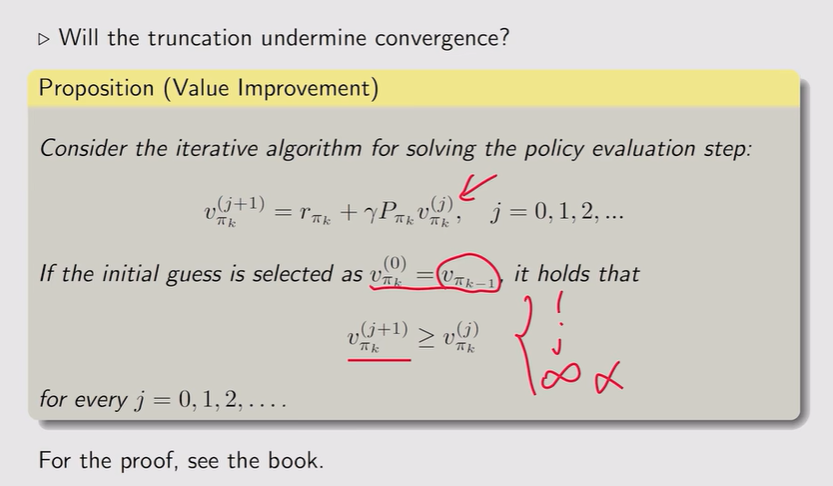 ▷ Will the truncation undermine convergence?
Proposition (Value Improvement)
Consider the iterative algorithm for solving the policy evaluation step:
$v_{\pi_k}^{(j+1)} = r_{\pi_k} + \gamma P_{\pi_k} v_{\pi_k}^{(j)}, \quad j = 0, 1, 2, ...$
If the initial guess is selected as $v_{\pi_k}^{(0)} = v_{\pi_{k-1}}$, it holds that
$v_{\pi_k}^{(j+1)} \geq v_{\pi_k}^{(j)}$
for every $j = 0, 1, 2, \ldots.$
j
∞ ×
For the proof, see the book.